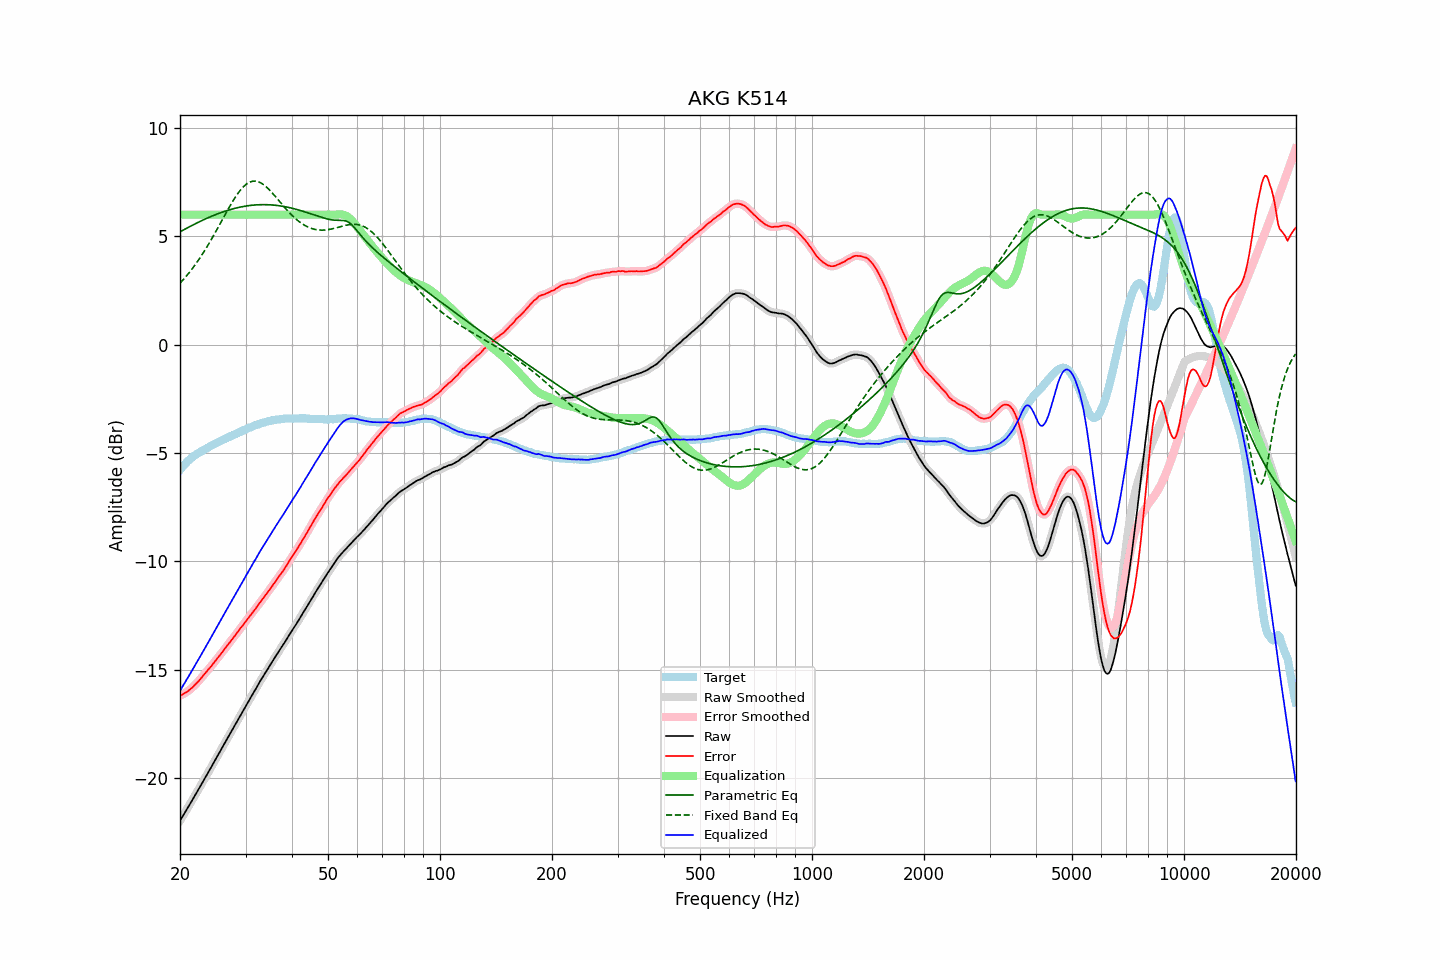 AKG K514
Amplitude (dBr)
10
5
0
−5
−10
−15
−20
Target
Raw Smoothed
Error Smoothed
Raw
Error
Equalization
Parametric Eq
Fixed Band Eq
Equalized
20 50 100 200 500 1000 2000 5000 10000 20000
Frequency (Hz)